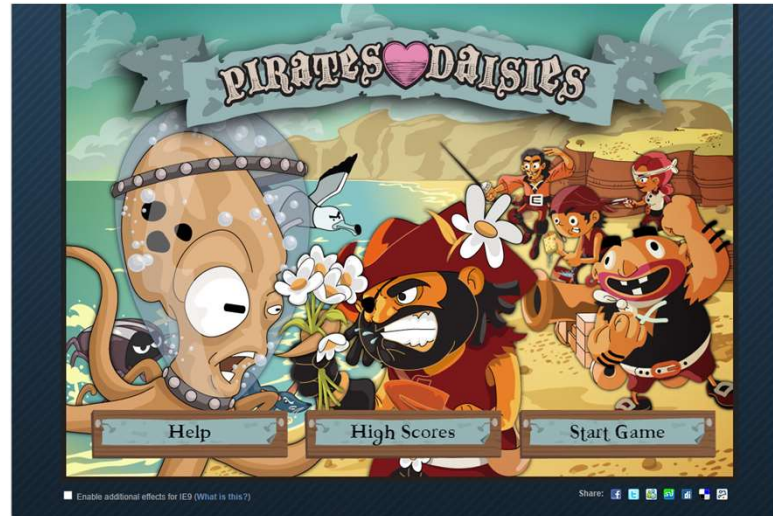 PIRATES DAISIES
Help
High Scores
Start Game
Enable additional effects for IE9 (What is this?)
Share: